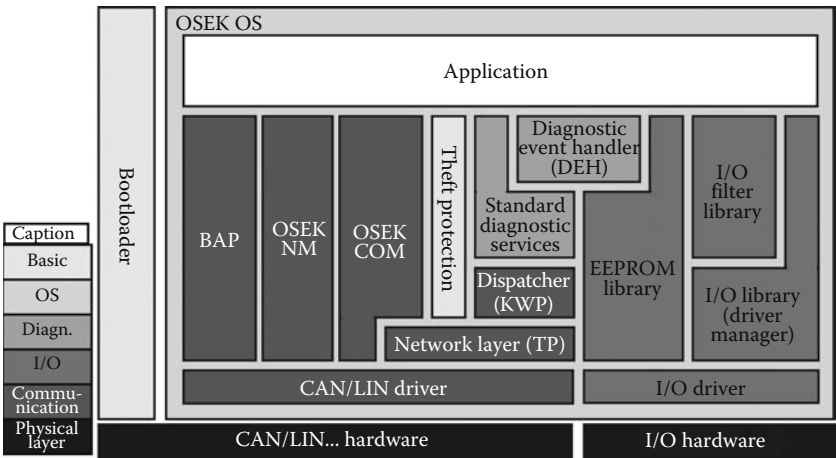 OSEK OS
Application
Bootloader
BAP
OSEK
NM
OSEK
COM
Theft protection
Diagnostic
event handler
(DEH)
Standard
diagnostic
services
Dispatcher
(KWP)
Network layer (TP)
EEPROM
library
I/O
filter
library
I/O library
(driver
manager)
CAN/LIN driver
I/O driver
CAN/LIN... hardware
I/O hardware
Caption
Basic
OS
Diagn.
I/O
Commu-
nication
Physical
layer